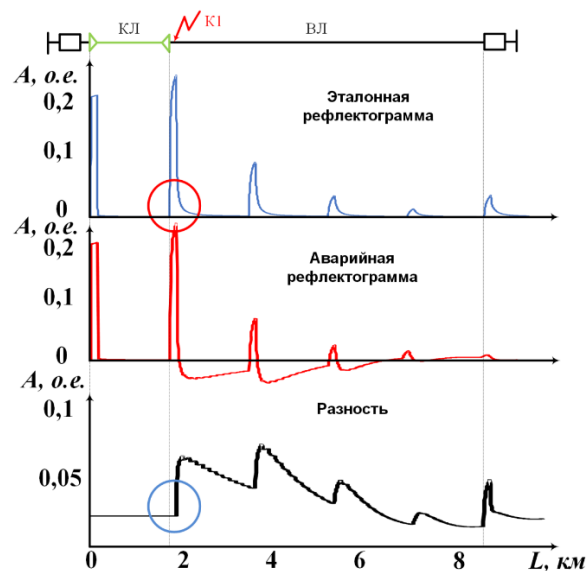 К1
КЛ
ВЛ
А, о.е.
0,2
0,1
0
Эталонная
рефлектограмма
А, о.е.
0,2
0,1
0
Аварийная
рефлектограмма
А, о.е.
0,1
0,05
Разность
0 2 4 6 8 L, км